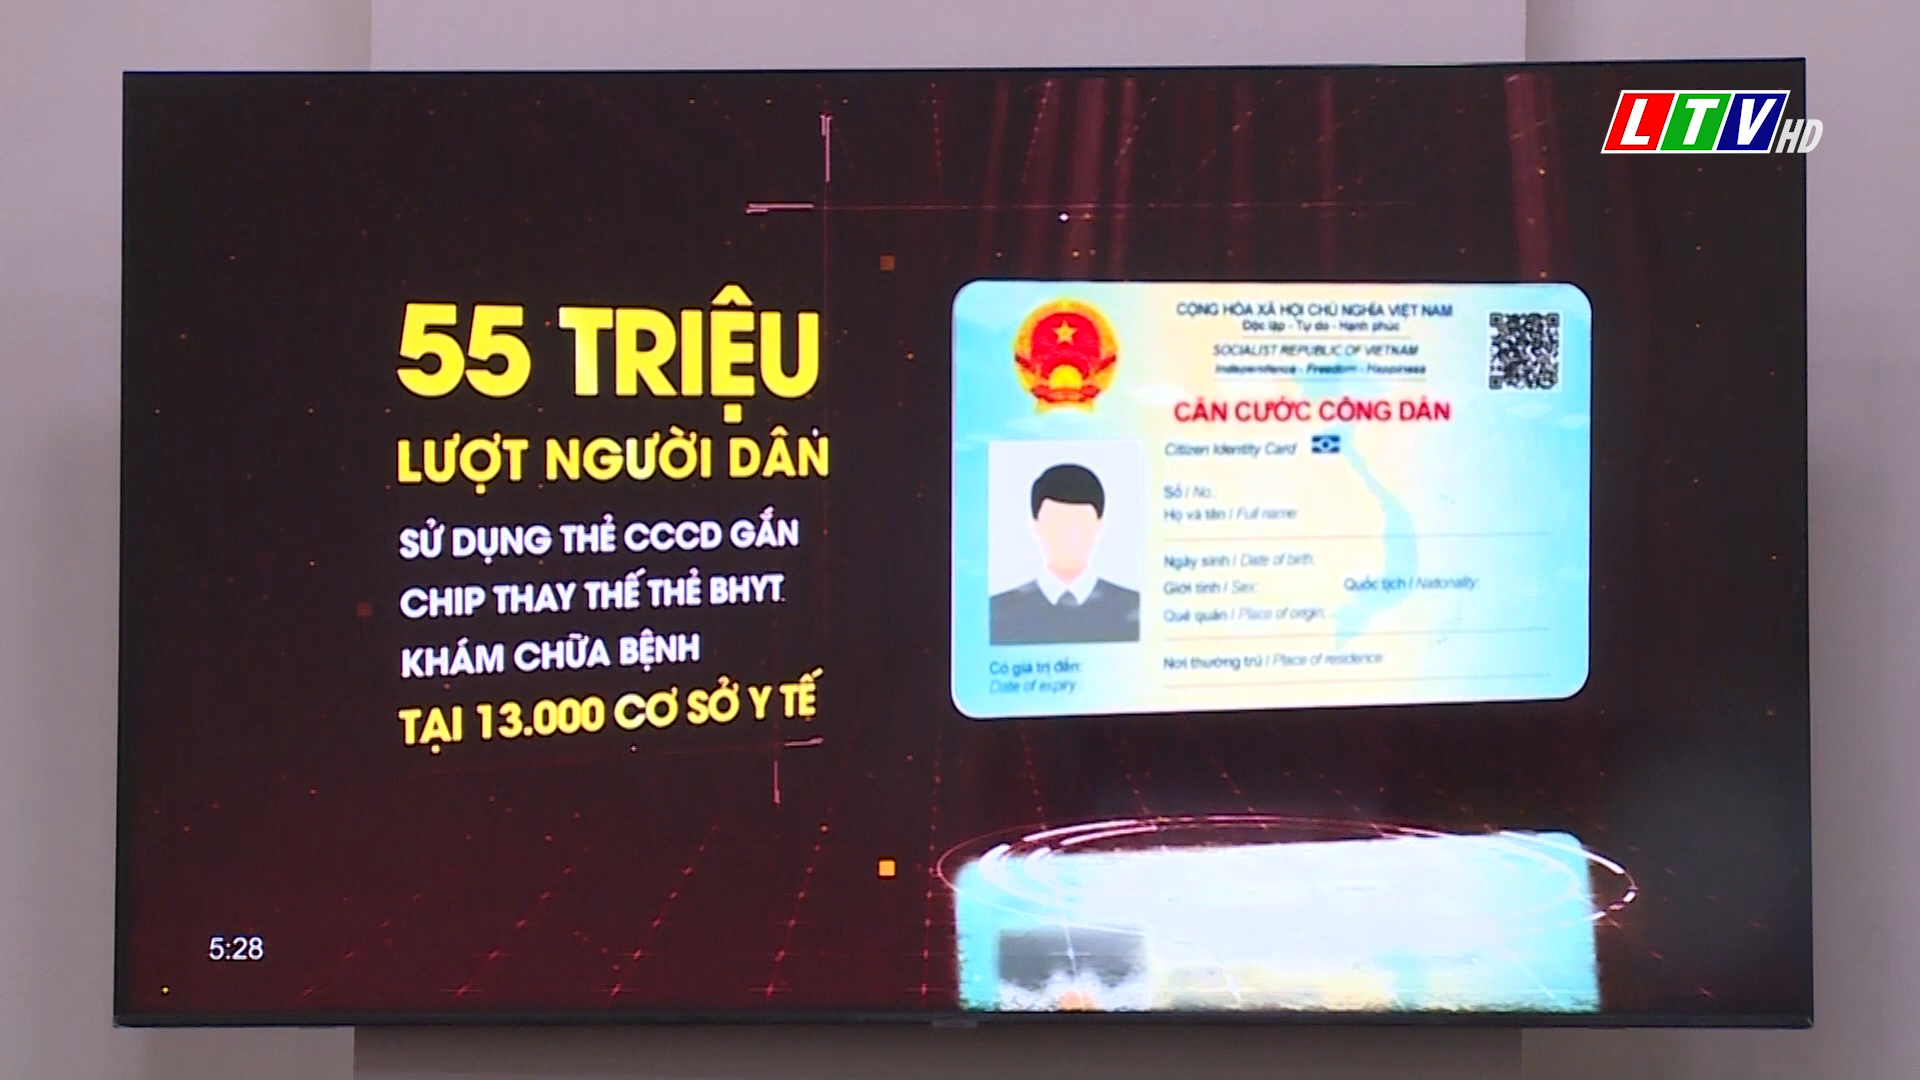 LTV HD
55 TRIỆU
LƯỢT NGƯỜI DÂN
SỬ DỤNG THẺ CCCD GẮN
CHIP THAY THẾ THẺ BHYT
KHÁM CHỮA BỆNH
TẠI 13.000 CƠ SỞ Y TẾ
CỘNG HÒA XÃ HỘI CHỦ NGHĨA VIỆT NAM
Độc lập - Tự do - Hạnh phúc
SOCIALIST REPUBLIC OF VIETNAM
Independence - Freedom - Happiness
CĂN CƯỚC CÔNG DÂN
Citizen Identity Card
Số / No.:
Họ và tên / Full name:
Ngày sinh / Date of birth:
Giới tính / Sex:
Quốc tịch / Nationality:
Quê quán / Place of origin:
Nơi thường trú / Place of residence:
Có giá trị đến:
Date of expiry:
5:28